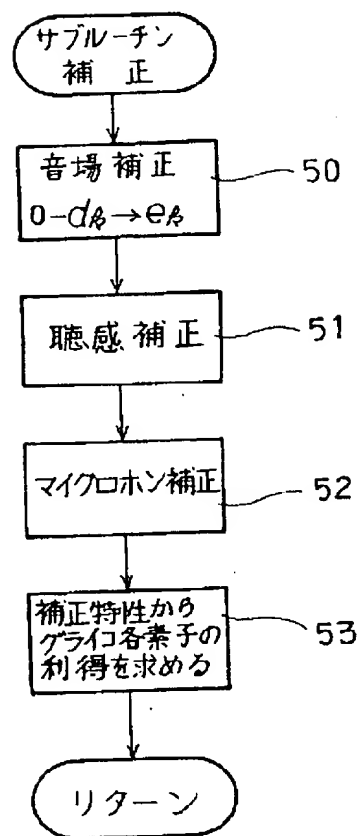 サブルーチン
補正
音場補正
0-dβ→eβ
50
聴感補正
51
マイクロホン補正
52
補正特性から
グライコ各素子の
利得を求める
53
リターン